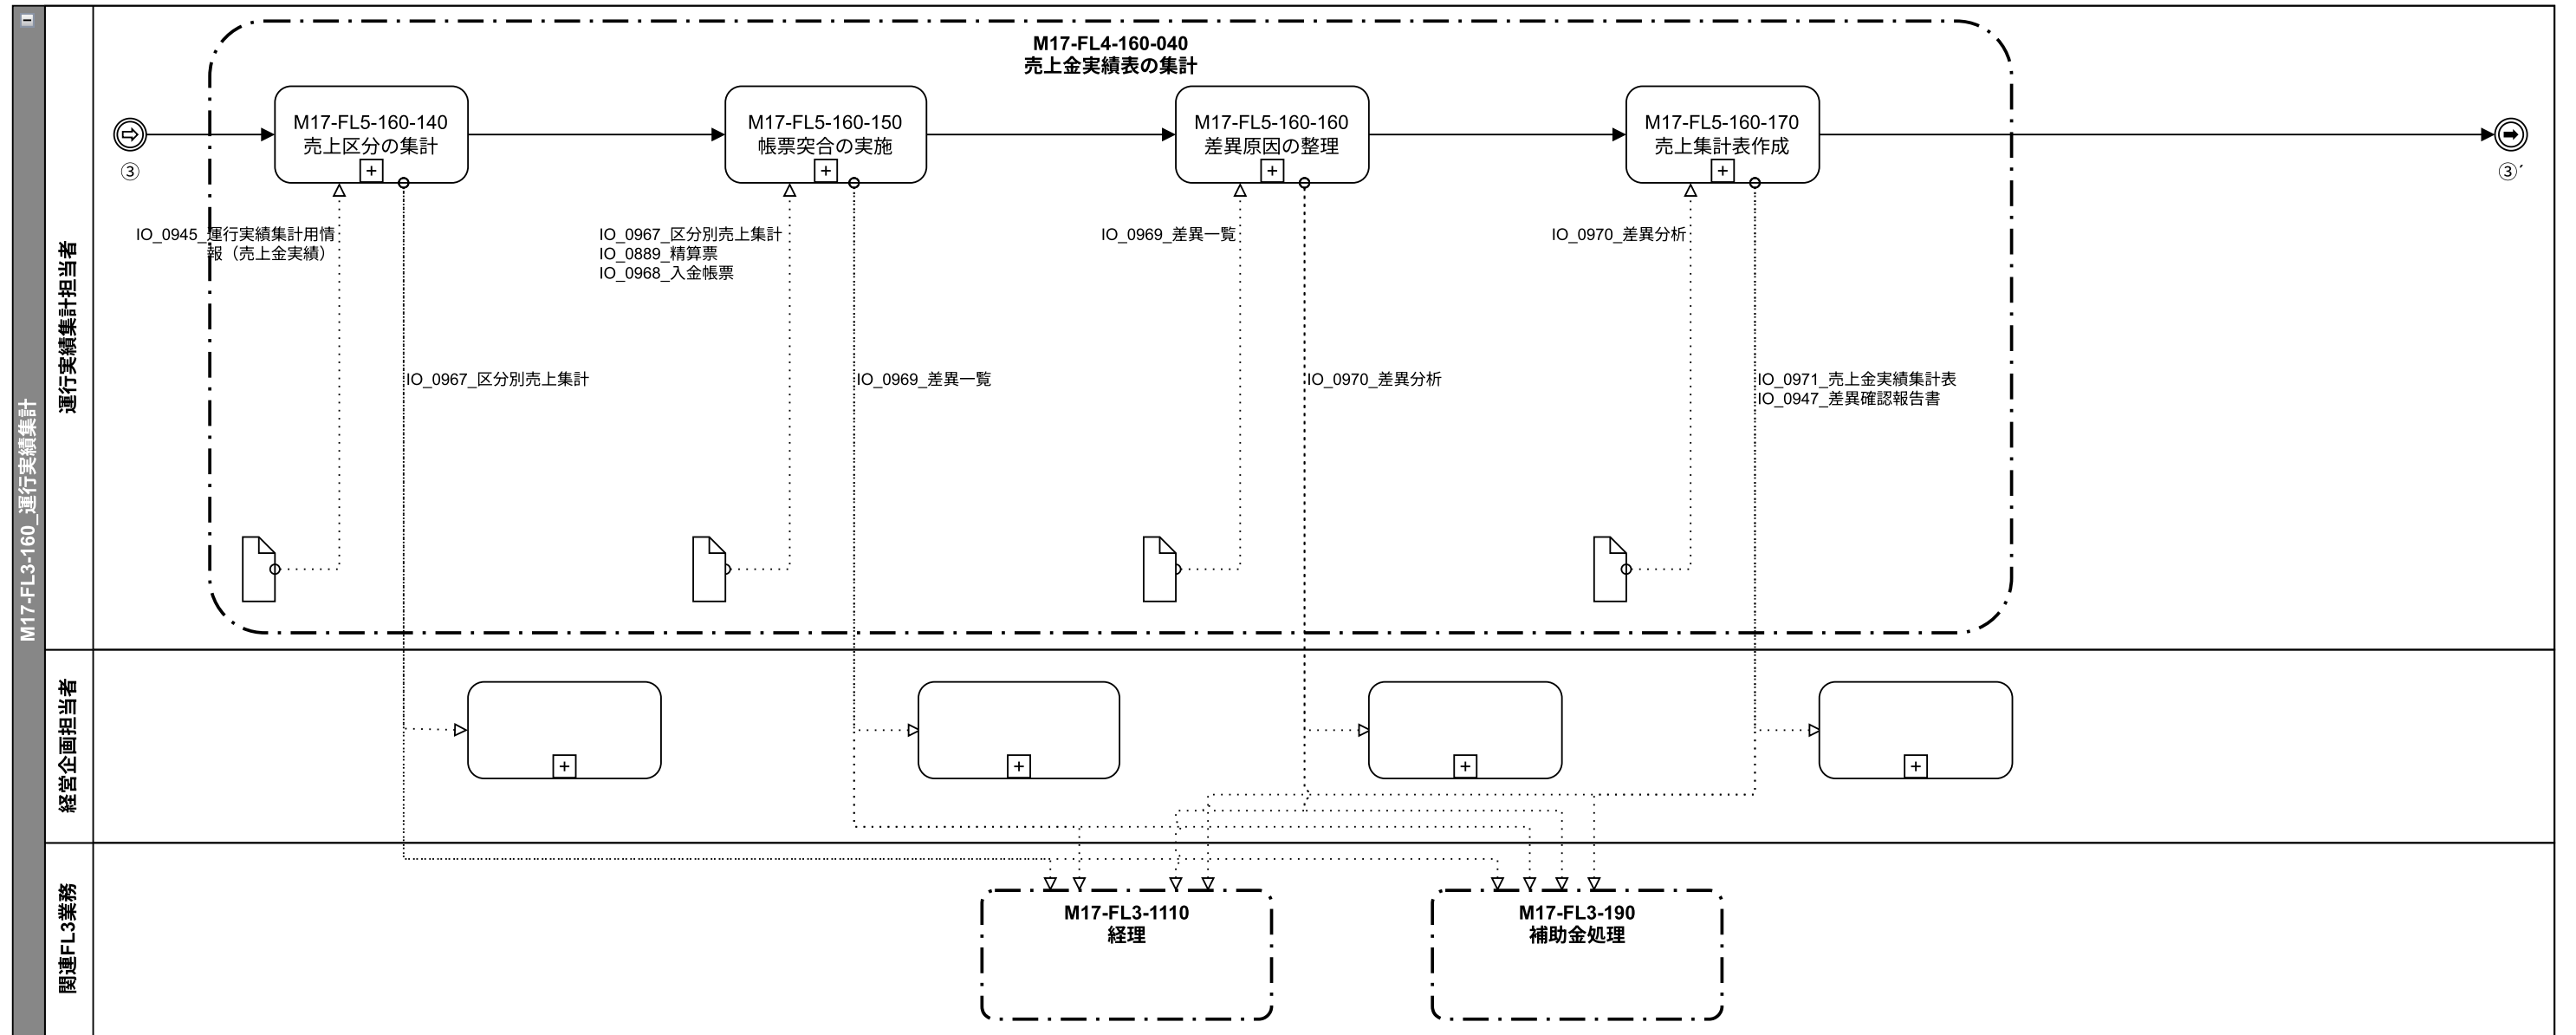 M17-FL3-160_運行実績集計
運行実績集計担当者
M17-FL4-160-040
売上金実績表の集計
③
M17-FL5-160-140
売上区分の集計
M17-FL5-160-150
帳票突合の実施
M17-FL5-160-160
差異原因の整理
M17-FL5-160-170
売上集計表作成
③´
IO_0945_運行実績集計用情
報（売上金実績）
IO_0967_区分別売上集計
IO_0889_精算票
IO_0968_入金帳票
IO_0969_差異一覧
IO_0970_差異分析
IO_0967_区分別売上集計
IO_0969_差異一覧
IO_0970_差異分析
IO_0971_売上金実績集計表
IO_0947_差異確認報告書
経営企画担当者
関連FL3業務
M17-FL3-1110
経理
M17-FL3-190
補助金処理